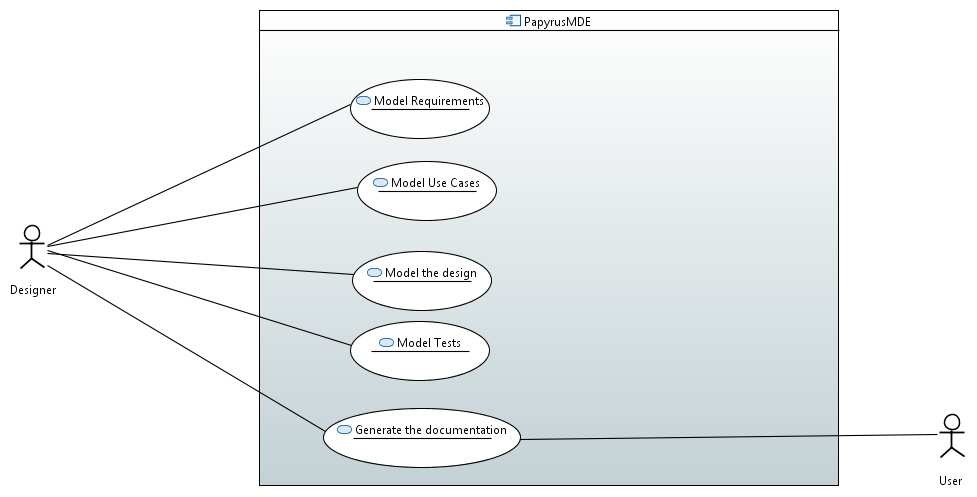 PapyrusMDE
Model Requirements
Model Use Cases
Model the design
Model Tests
Generate the documentation
Designer
User